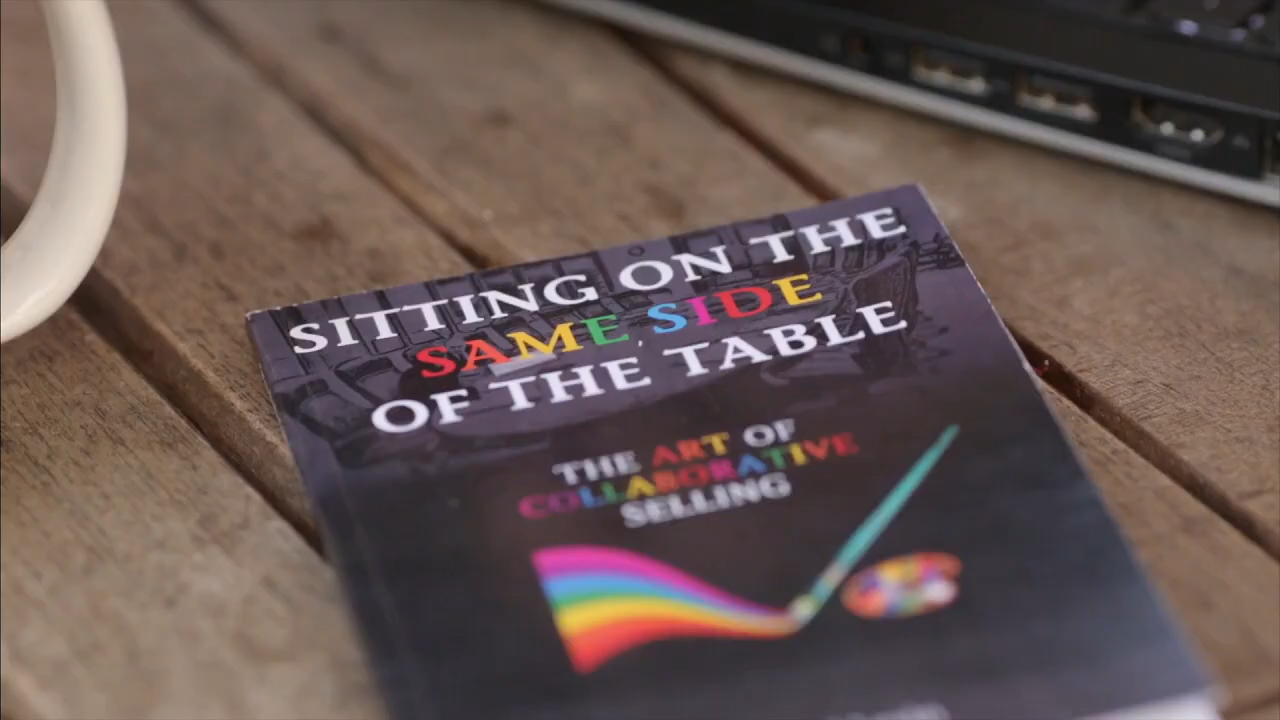 SITTING ON THE
SAME SIDE
OF THE TABLE
THE ART OF
COLLABORATIVE
SELLING